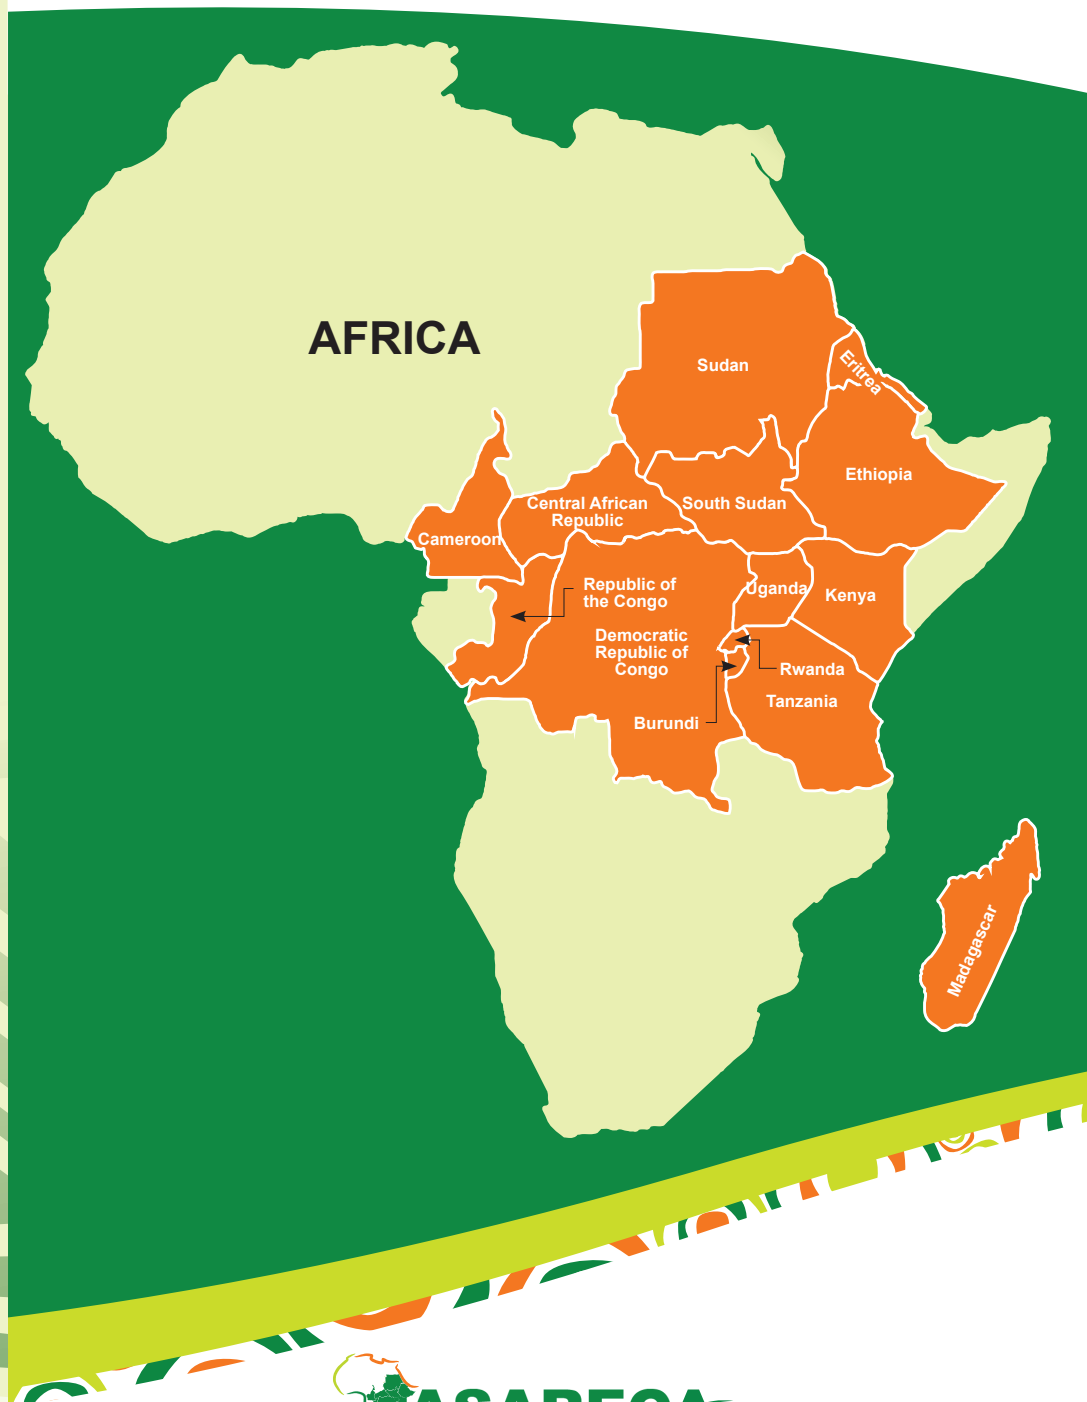 AFRICA
Sudan
Eritrea
Ethiopia
Central African
Republic
South Sudan
Cameroon
Republic of
the Congo
Uganda
Kenya
Democratic
Republic of
Congo
Rwanda
Tanzania
Burundi
Madagascar
ASARECA